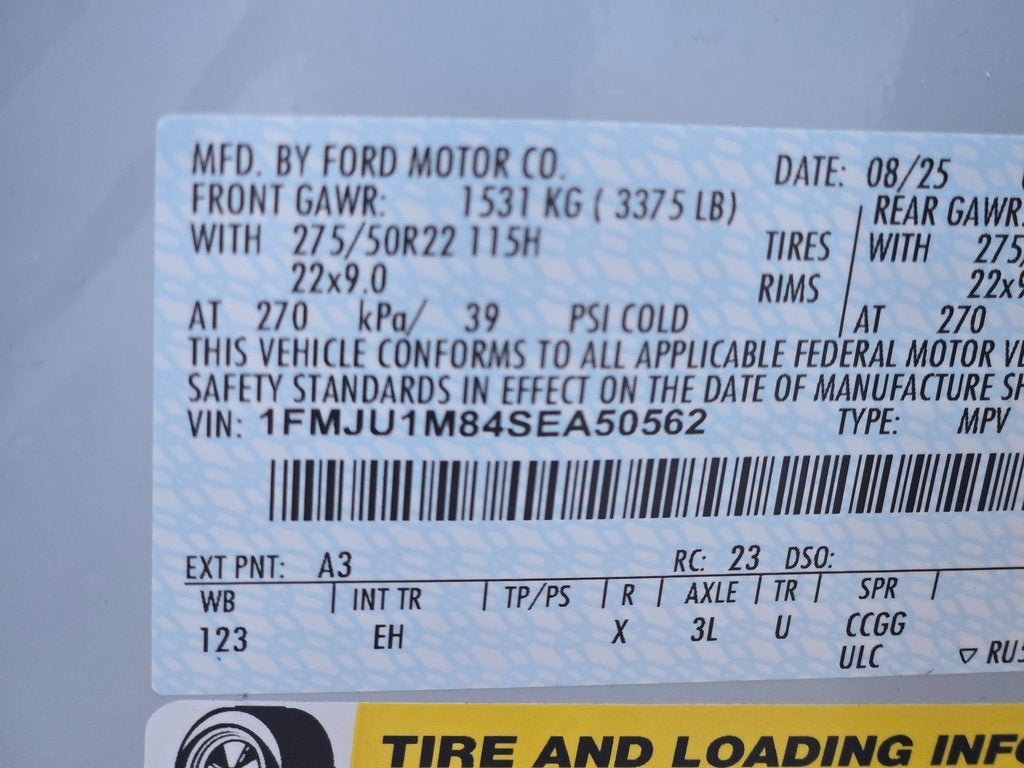 MFD. BY FORD MOTOR CO.
DATE: 08/25
FRONT GAWR: 1531 KG ( 3375 LB)
REAR GAWR
WITH 275/50R22 115H TIRES
WITH 275/
22x9.0 RIMS
22x9
AT 270 kPa/ 39 PSI COLD
AT 270
THIS VEHICLE CONFORMS TO ALL APPLICABLE FEDERAL MOTOR
SAFETY STANDARDS IN EFFECT ON THE DATE OF MANUFACTURE
VIN: 1FMJU1M84SEA50562 TYPE: MPV
EXT PNT: A3 RC: 23 DSO:
WB | INT TR | TP/PS | R | AXLE | TR | SPR |
123 EH X 3L U CCGG
ULC ▽ RU5
TIRE AND LOADING INFO